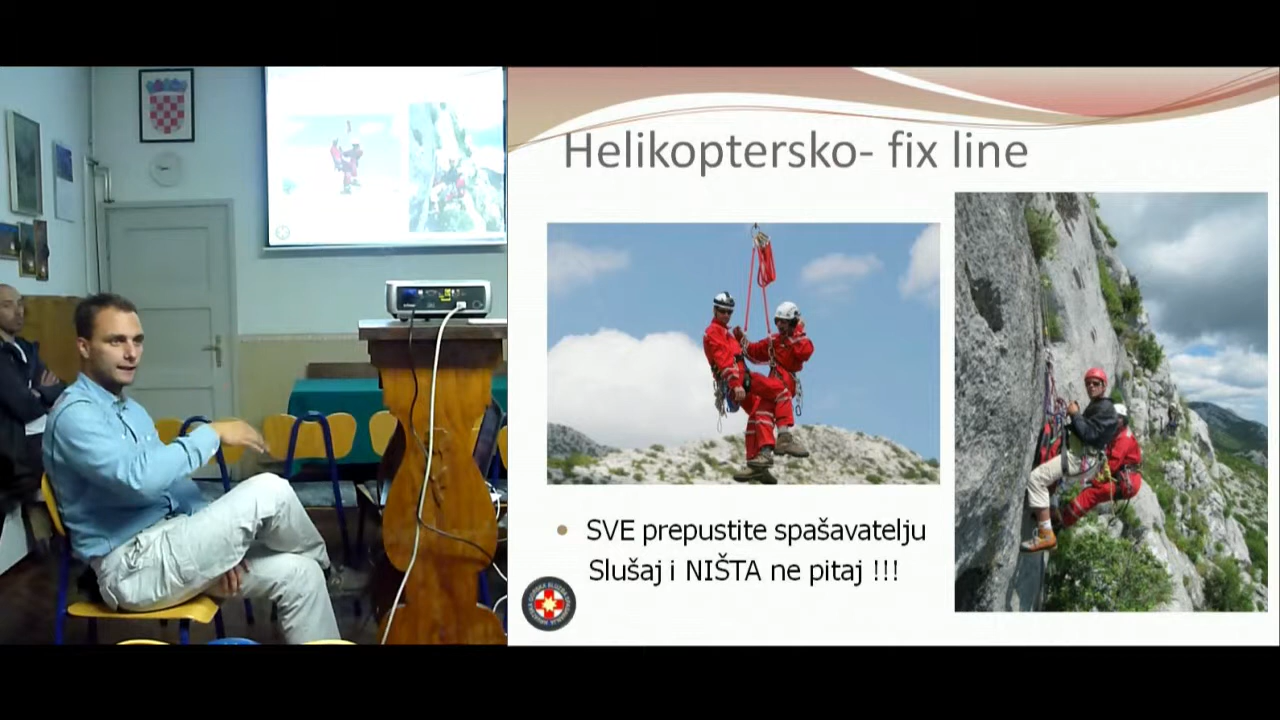 Helikoptersko- fix line
SVE prepustite spašavatelju
Slušaj i NIŠTA ne pitaj !!!